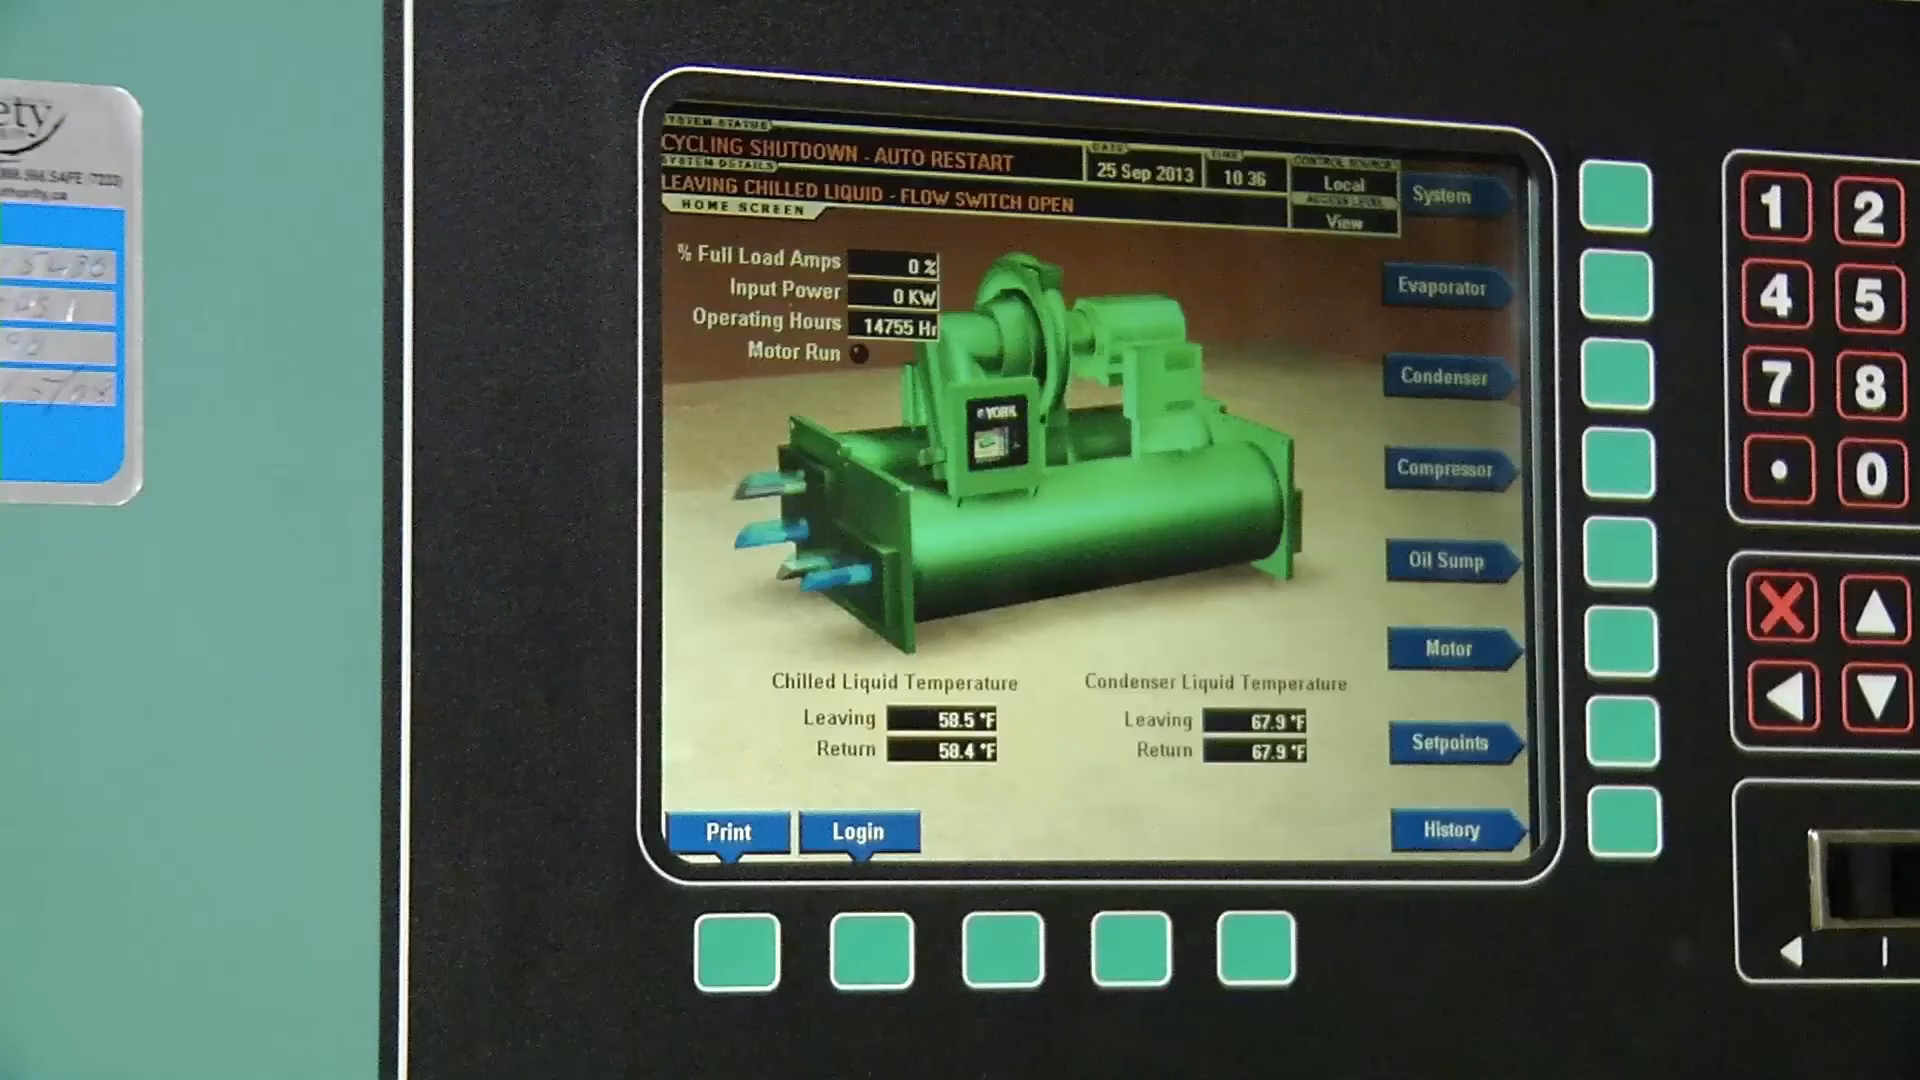 ety
SYSTEM STATUS
CYCLING SHUTDOWN - AUTO RESTART
SYSTEM DETAILS
LEAVING CHILLED LIQUID - FLOW SWITCH OPEN
HOME SCREEN
DATE
25 Sep 2013
TIME
10 36
CONTROL SOURCE
Local
ACCESS LEVEL
View
% Full Load Amps 0 %
Input Power 0 KW
Operating Hours 14755 Hr
Motor Run
YORK
Chilled Liquid Temperature
Leaving 58.5 °F
Return 58.4 °F
Condenser Liquid Temperature
Leaving 67.9 °F
Return 67.9 °F
System
Evaporator
Condenser
Compressor
Oil Sump
Motor
Setpoints
History
Print
Login
1 2
4 5
7 8
. 0